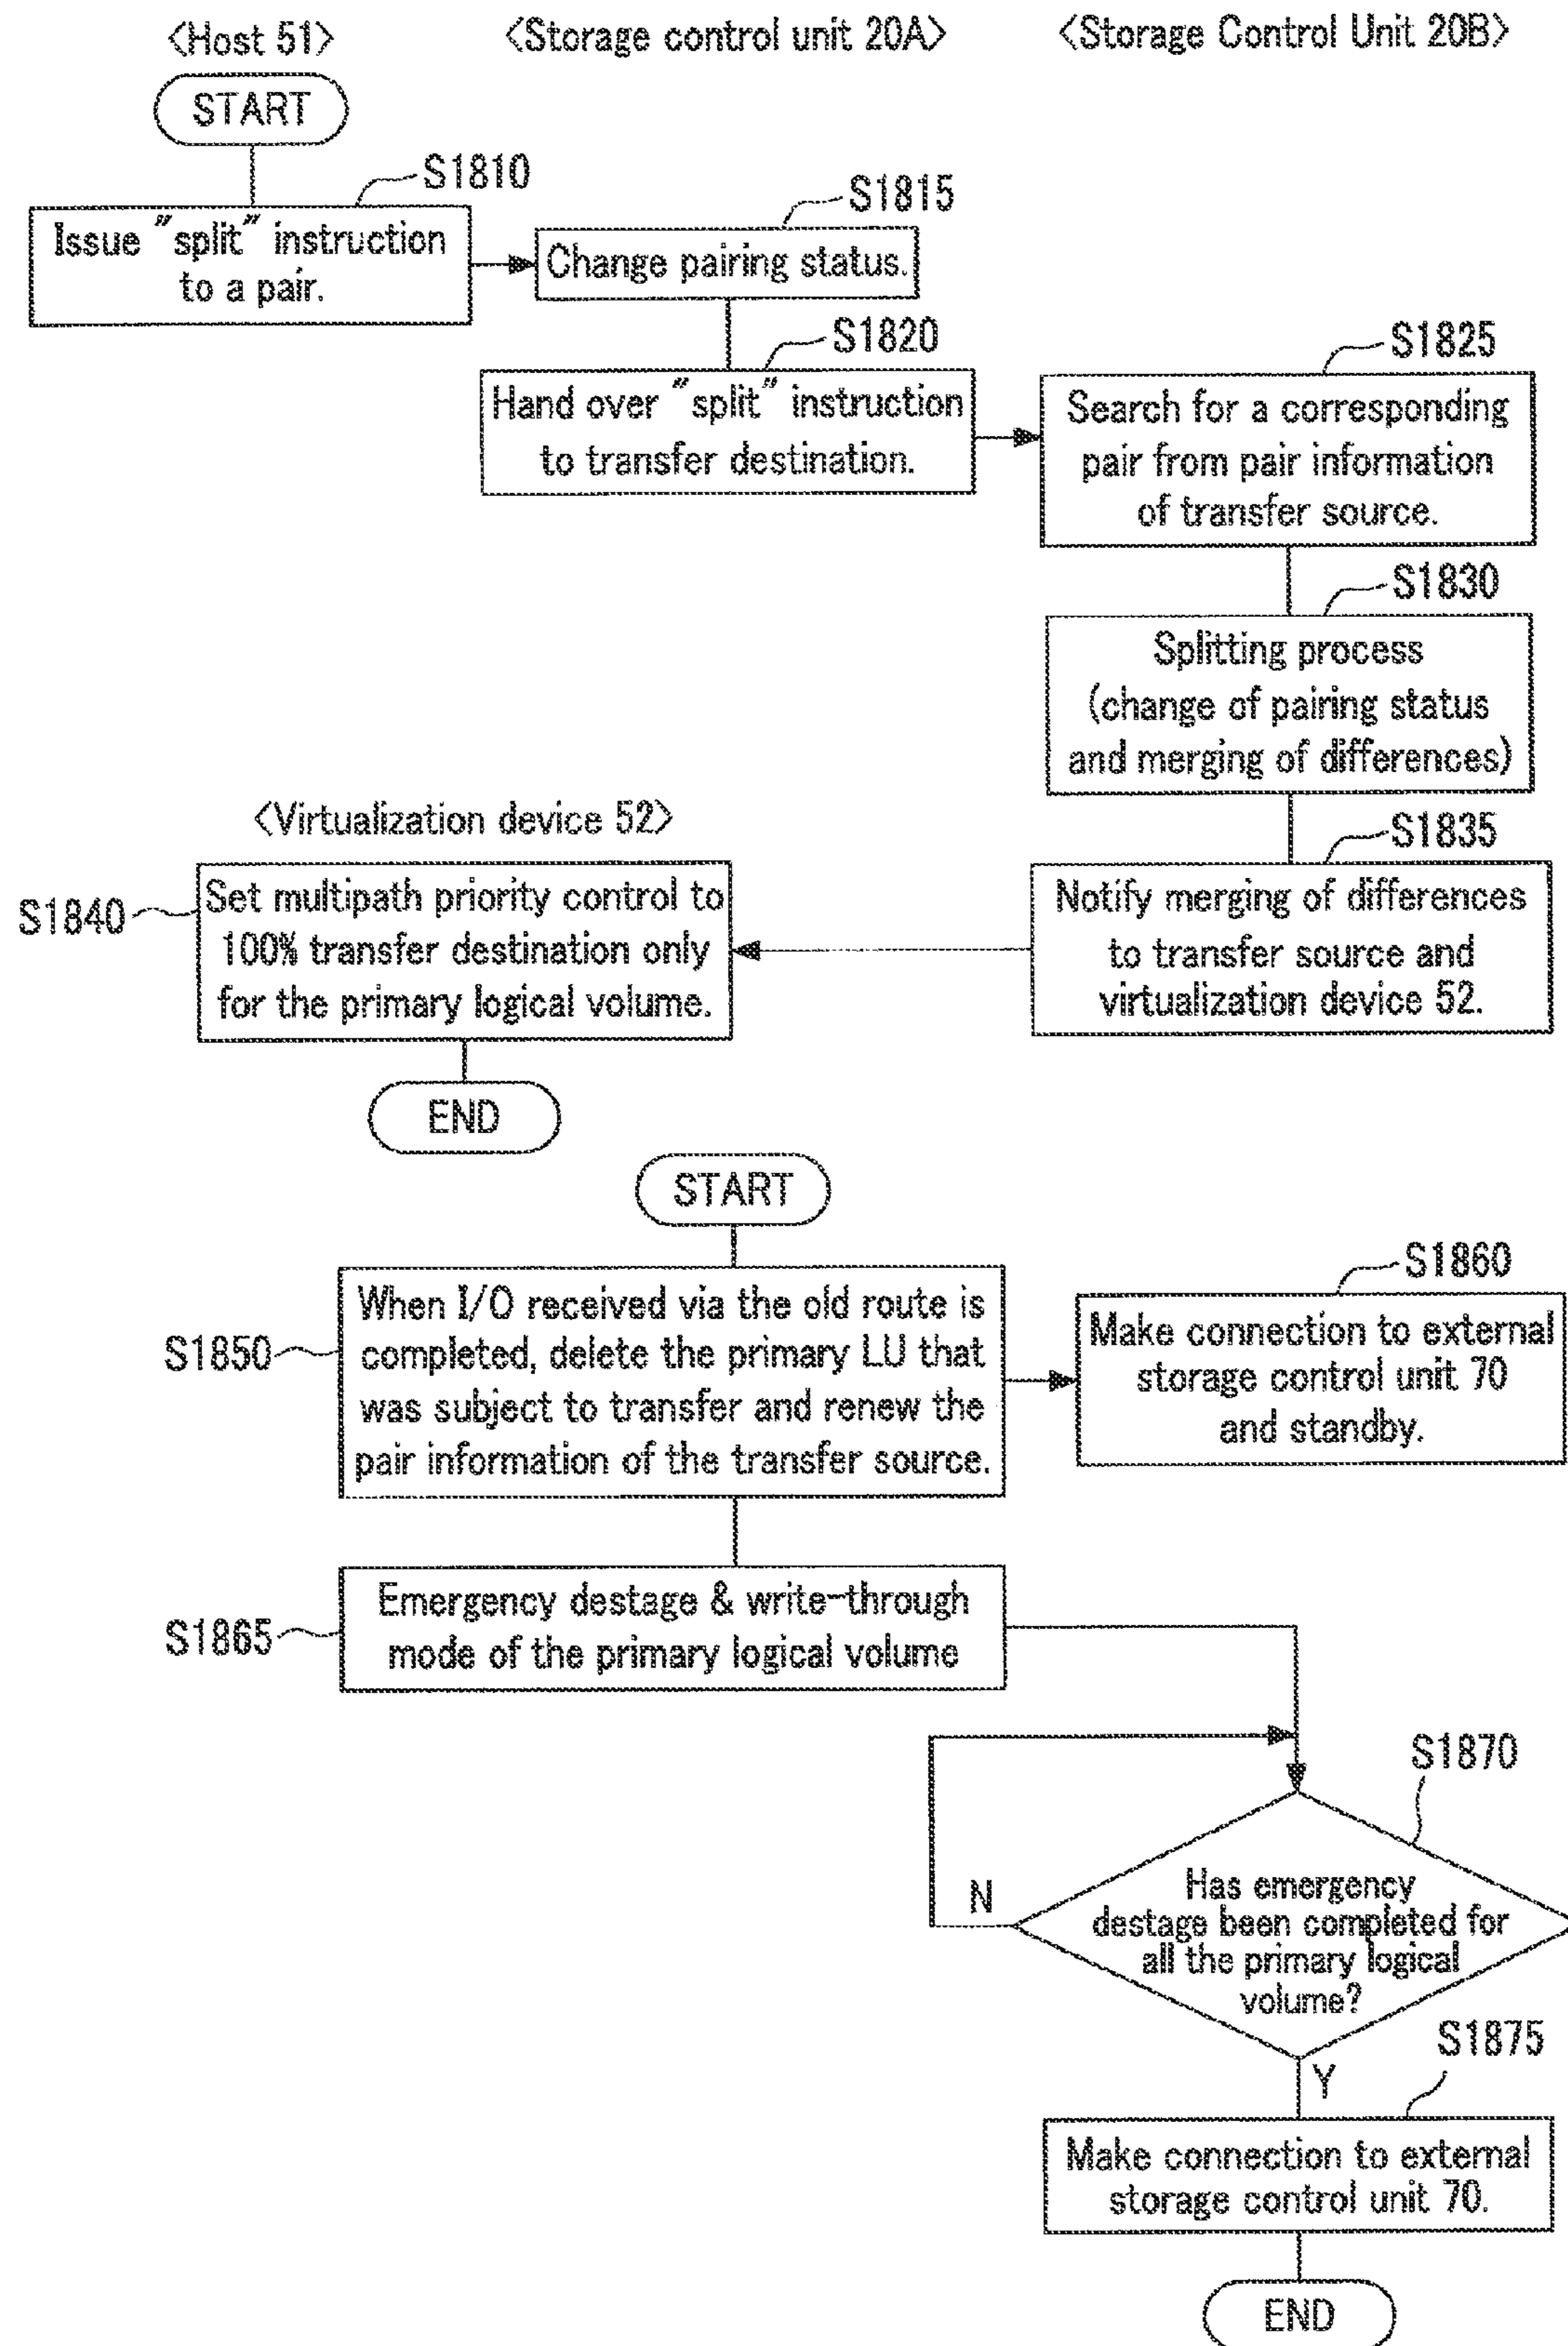 <Host 51>
<Storage control unit 20A>
<Storage Control Unit 20B>
START
S1810
Issue "split" instruction
to a pair.
S1815
Change pairing status.
S1820
Hand over "split" instruction
to transfer destination.
S1825
Search for a corresponding
pair from pair information
of transfer source.
S1830
Splitting process
(change of pairing status
and merging of differences)
S1835
Notify merging of differences
to transfer source and
virtualization device 52.
<Virtualization device 52>
S1840
Set multipath priority control to
100% transfer destination only
for the primary logical volume.
END
START
S1850
When I/O received via the old route is
completed, delete the primary LU that
was subject to transfer and renew the
pair information of the transfer source.
S1860
Make connection to external
storage control unit 70
and standby.
S1865
Emergency destage & write-through
mode of the primary logical volume
S1870
Has emergency
destage been completed for
all the primary logical
volume?
N
Y
S1875
Make connection to external
storage control unit 70.
END